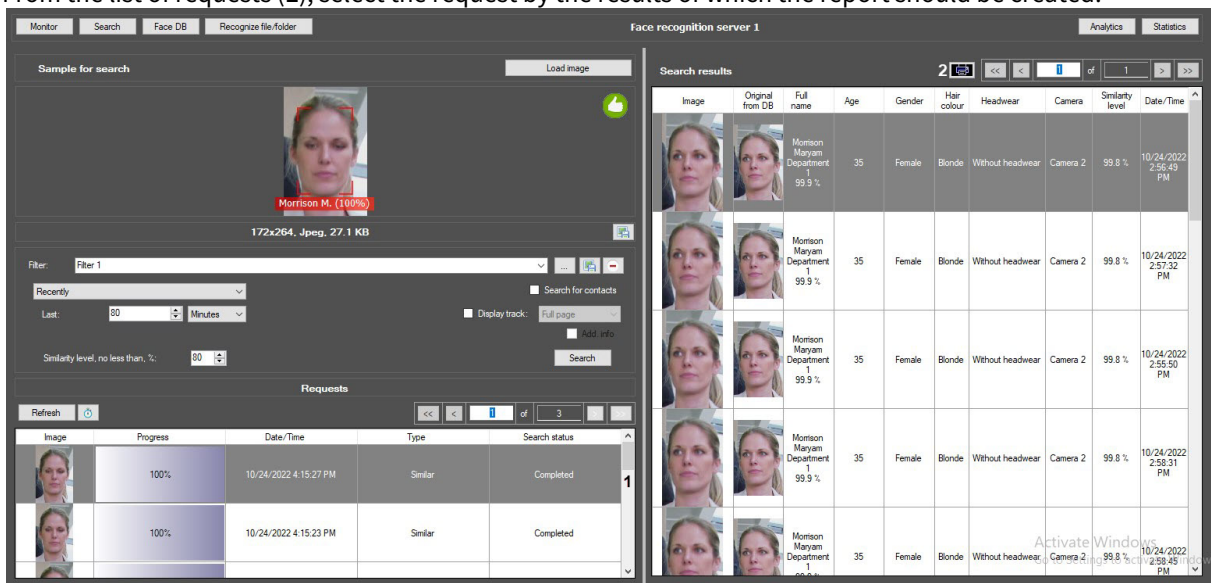 From the list of requests (1), select the request by the results of which the report should be created.
Monitor Search Face DB Recognize file/folder Face recognition server 1 Analytics Statistics
Sample for search Load image
Morrison M. (100%)
172x264, Jpeg, 27.1 KB
Filter: Filter 1 ...
Recently Search for contacts
Last: 80 Minutes Display track: Full page
Add. info
Similarity level, no less than, %: 80 Search
Requests
Refresh << < 1 of 3 > >>
Image Progress Date/Time Type Search status
100% 10/24/2022 4:15:27 PM Similar Completed
1
100% 10/24/2022 4:15:23 PM Similar Completed
Search results 2 << < 1 of 1 > >>
Image Original from DB Full name Age Gender Hair colour Headwear Camera Similarity level Date/Time
Morrison
Maryam
Department
1
99.9 %
35 Female Blonde Without headwear Camera 2 99.8 % 10/24/2022
2:56:49
PM
Morrison
Maryam
Department
1
99.9 %
35 Female Blonde Without headwear Camera 2 99.8 % 10/24/2022
2:57:32
PM
Morrison
Maryam
Department
1
99.9 %
35 Female Blonde Without headwear Camera 2 99.8 % 10/24/2022
2:55:50
PM
Morrison
Maryam
Department
1
99.9 %
35 Female Blonde Without headwear Camera 2 99.8 % 10/24/2022
2:58:31
PM
Morrison
Maryam
Department
1
35 Female Blonde Without headwear Camera 2 99.8 % 10/24/2022
2:58:45
PM
Activate Windows
Go to Settings to activate Window